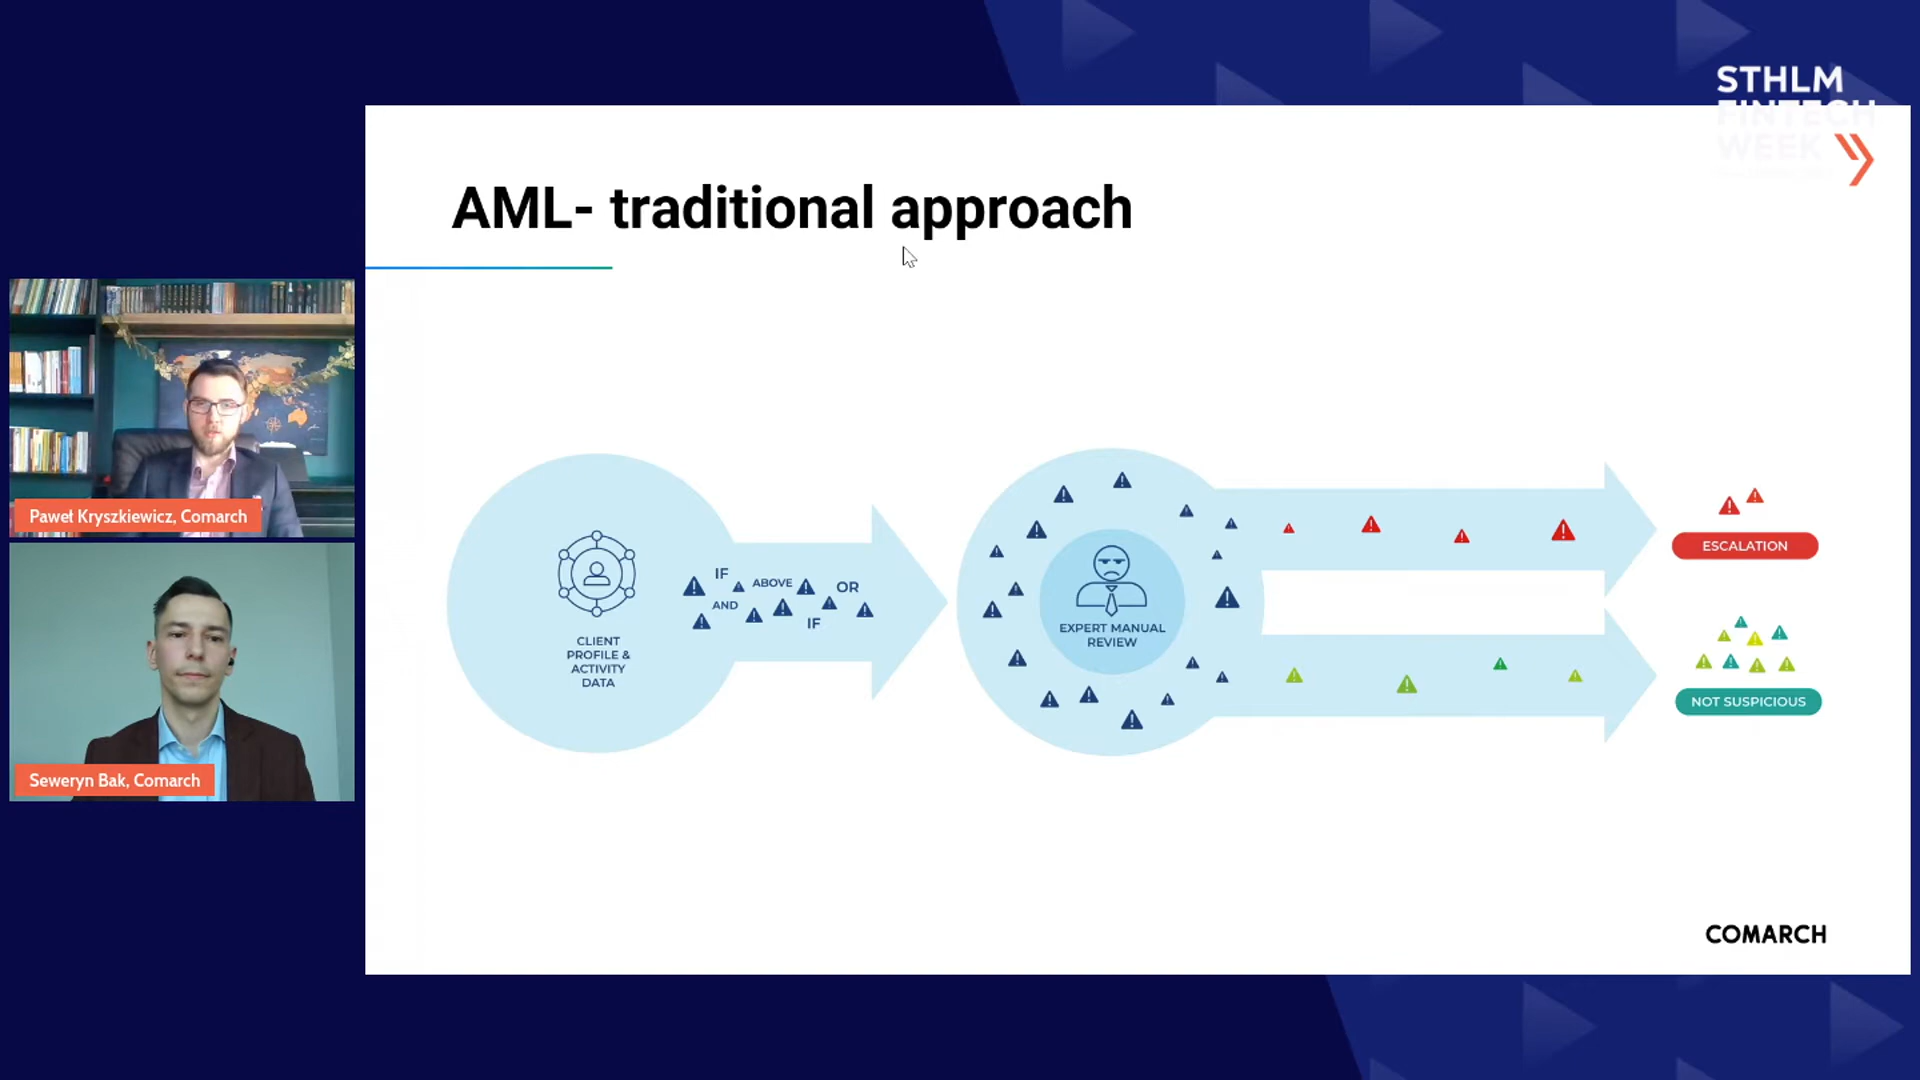 STHLM
FINTECH
WEEK
AML- traditional approach
Paweł Kryszkiewicz, Comarch
Seweryn Bak, Comarch
CLIENT
PROFILE &
ACTIVITY
DATA
IF
ABOVE
OR
AND
IF
EXPERT MANUAL
REVIEW
ESCALATION
NOT SUSPICIOUS
COMARCH